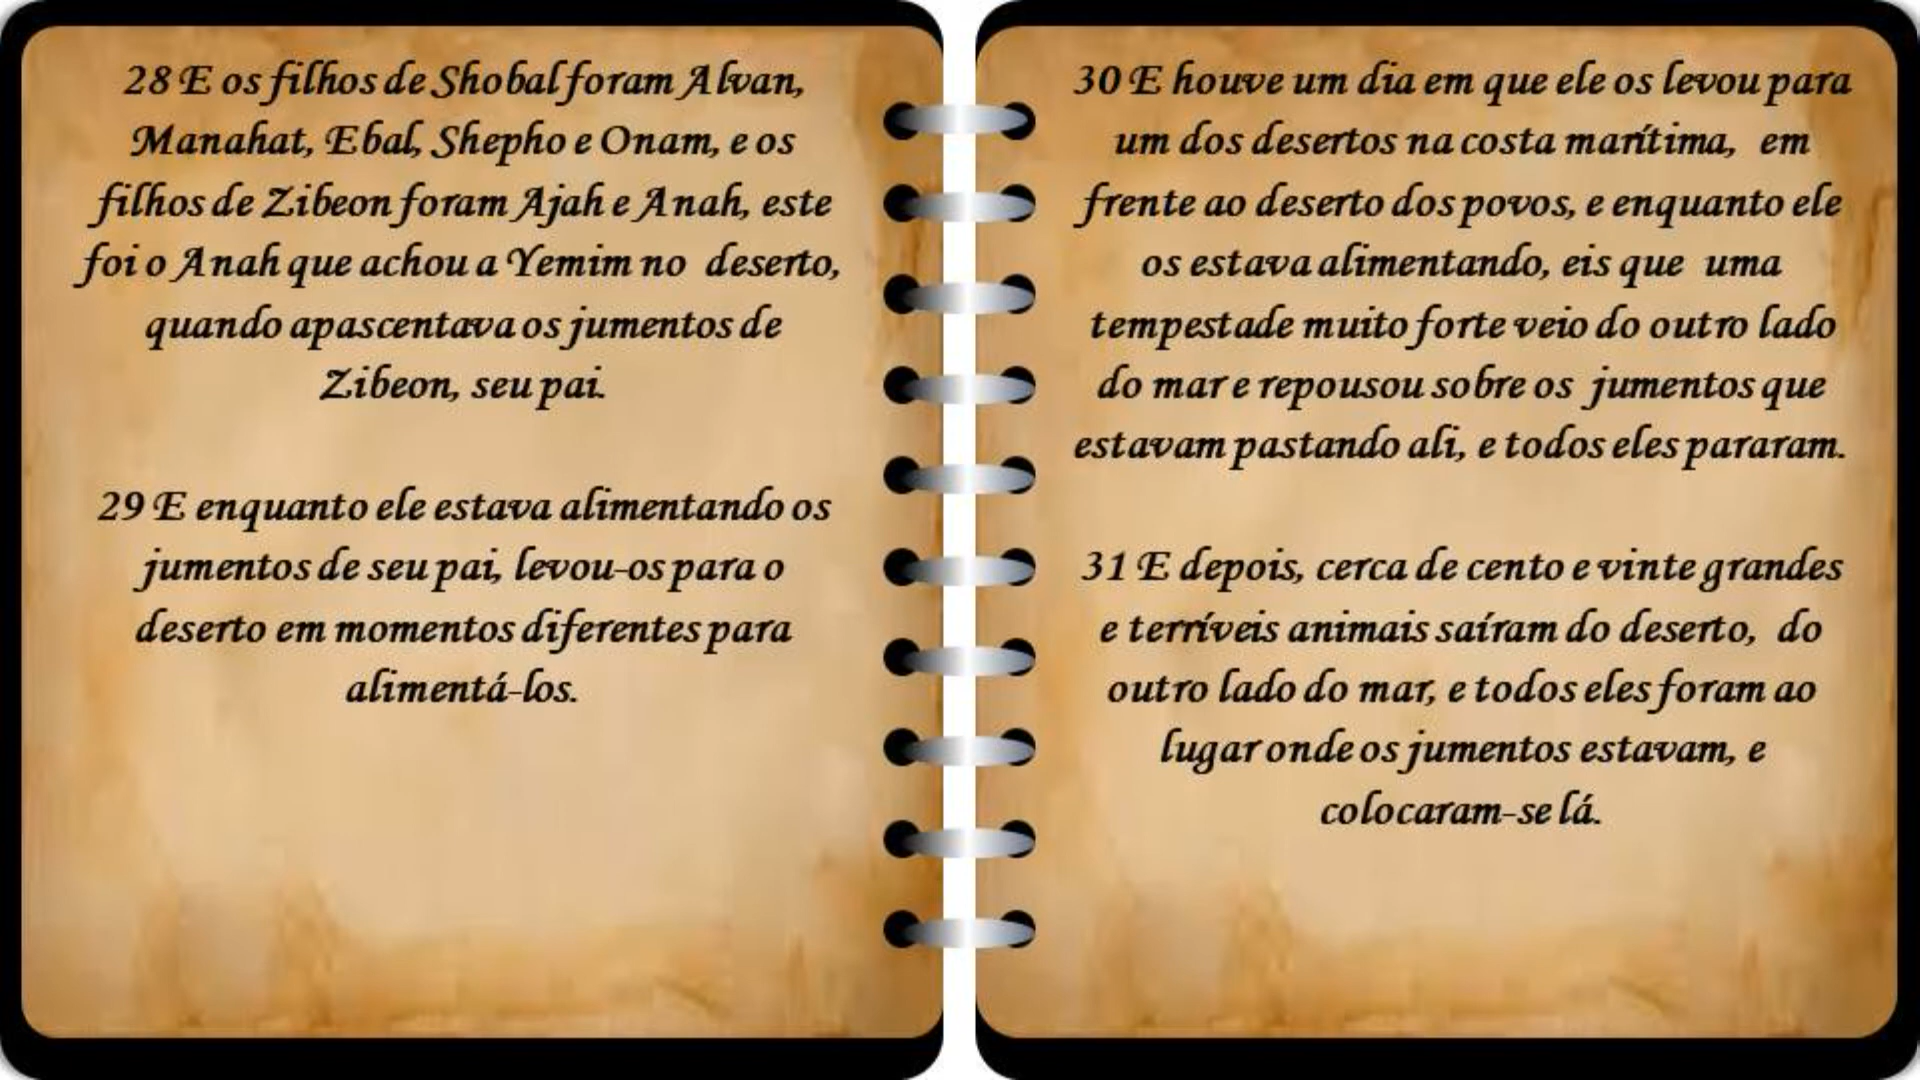 28 E os filhos de Shobal foram Alvan,
Manahat, Ebal, Shepho e Onam, e os
filhos de Zibeon foram Ajah e Anah, este
foi o Anah que achou a Yemim no deserto,
quando apascentava os jumentos de
Zibeon, seu pai.
29 E enquanto ele estava alimentando os
jumentos de seu pai, levou-os para o
deserto em momentos diferentes para
alimentá-los.
30 E houve um dia em que ele os levou para
um dos desertos na costa marítima, em
frente ao deserto dos povos, e enquanto ele
os estava alimentando, eis que uma
tempestade muito forte veio do outro lado
do mar e repousou sobre os jumentos que
estavam pastando ali, e todos eles pararam.
31 E depois, cerca de cento e vinte grandes
e terríveis animais saíram do deserto, do
outro lado do mar, e todos eles foram ao
lugar onde os jumentos estavam, e
colocaram-se lá.